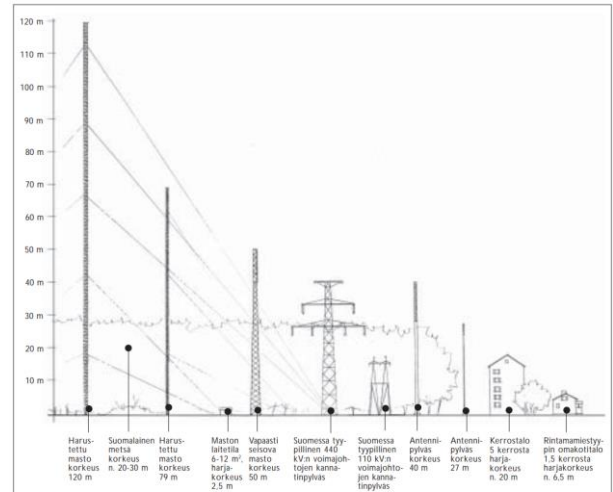 120 m
110 m
100 m
90 m
80 m
70 m
60 m
50 m
40 m
30 m
20 m
10 m
Harus-
tettu
masto
korkeus
120 m
Suomalainen
metsä
korkeus
n. 20-30 m
Harus-
tettu
masto
korkeus
79 m
Maston
laitetila
6-12 m²,
harja-
korkeus
2,5 m
Vapaasti
seisova
masto
korkeus
50 m
Suomessa tyy-
pillinen 440
kV:n voimajoh-
tojen kanna-
tinpylväs
Suomessa
tyypillinen
110 kV:n
voimajohto-
jen kanna-
tinpylväs
Antenni-
pylväs
korkeus
40 m
Antenni-
pylväs
korkeus
27 m
Kerrostalo
5 kerrosta
harja-
korkeus
n. 20 m
Rintamamiestyy-
pin omakotitalo
1,5 kerrosta
harjakorkeus
n. 6,5 m